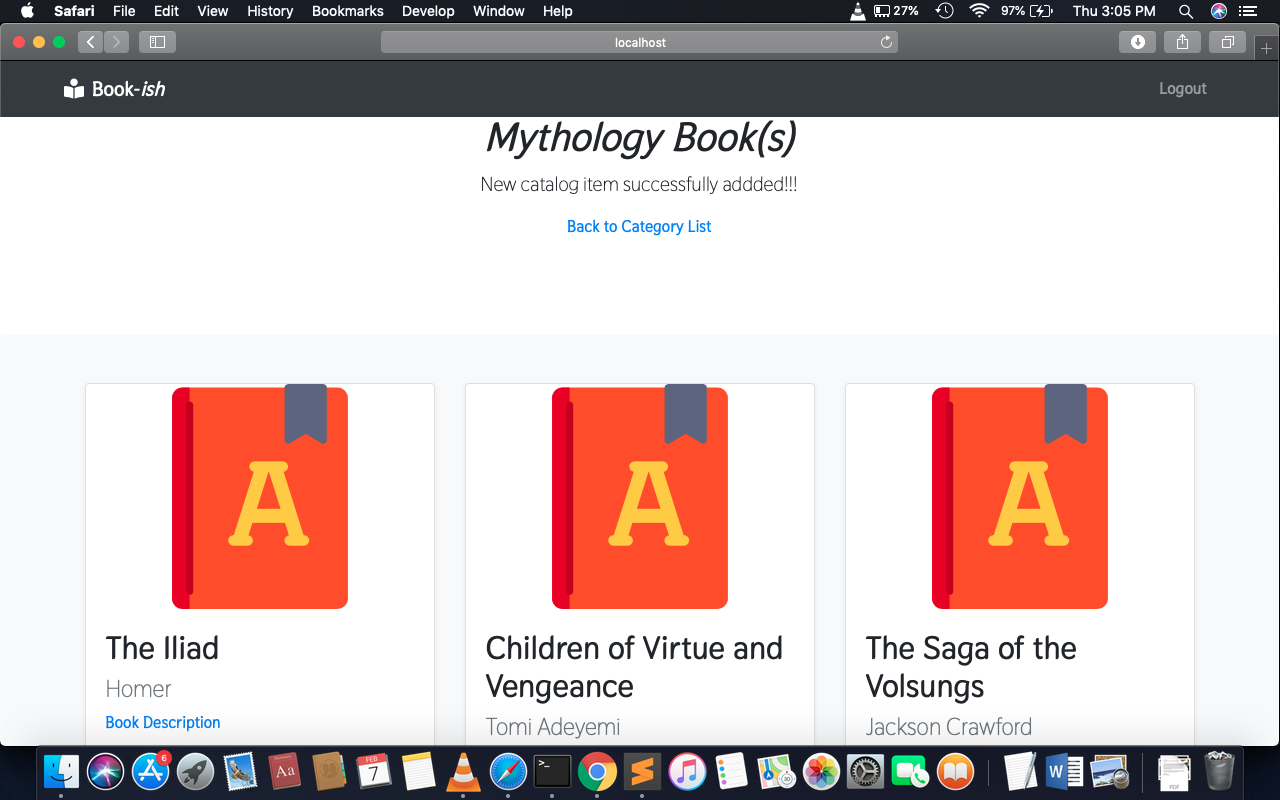 Safari File Edit View History Bookmarks Develop Window Help 27% 97% Thu 3:05 PM
localhost
Book-ish Logout
Mythology Book(s)
New catalog item successfully addded!!!
Back to Category List
A A A
The Iliad
Homer
Book Description
Children of Virtue and
Vengeance
Tomi Adeyemi
The Saga of the
Volsungs
Jackson Crawford
6
Aa
FEB
7
>_
30
W
PDF